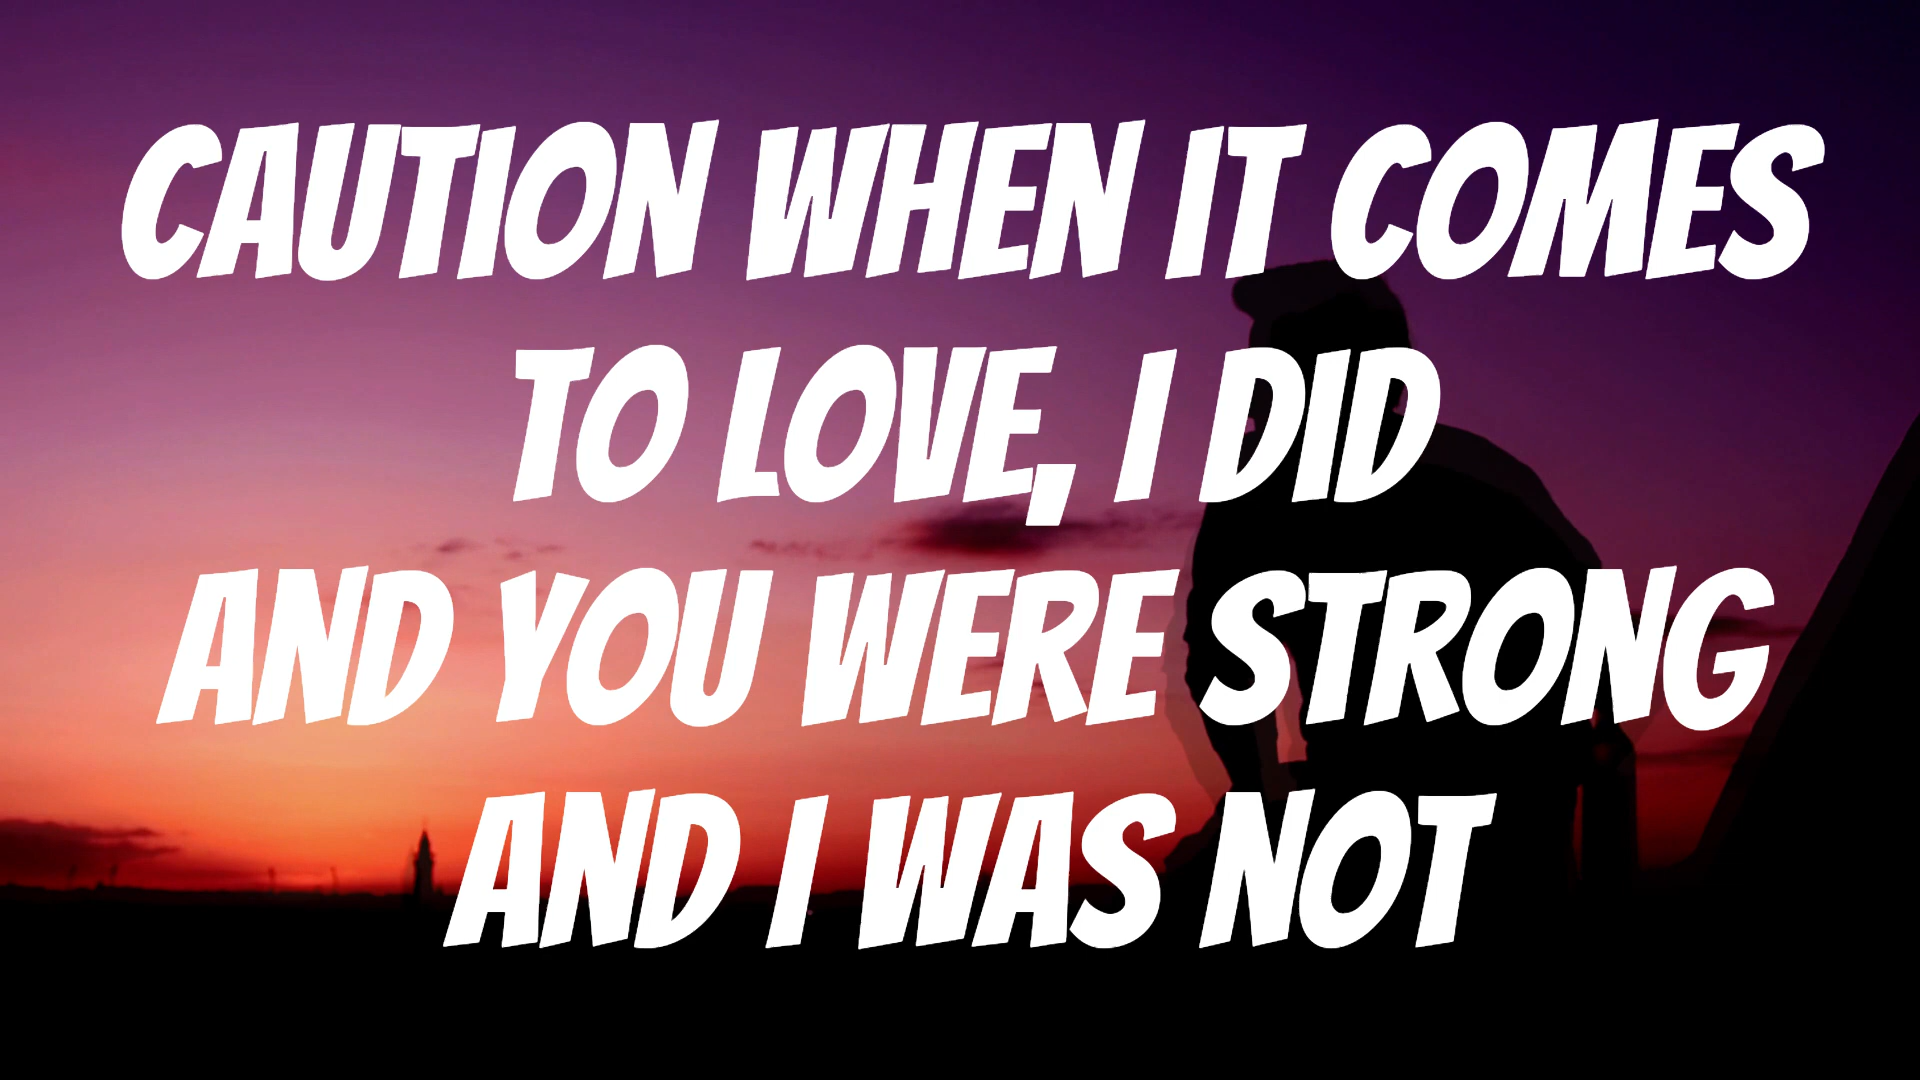 CAUTION WHEN IT COMES
TO LOVE, I DID
AND YOU WERE STRONG
AND I WAS NOT